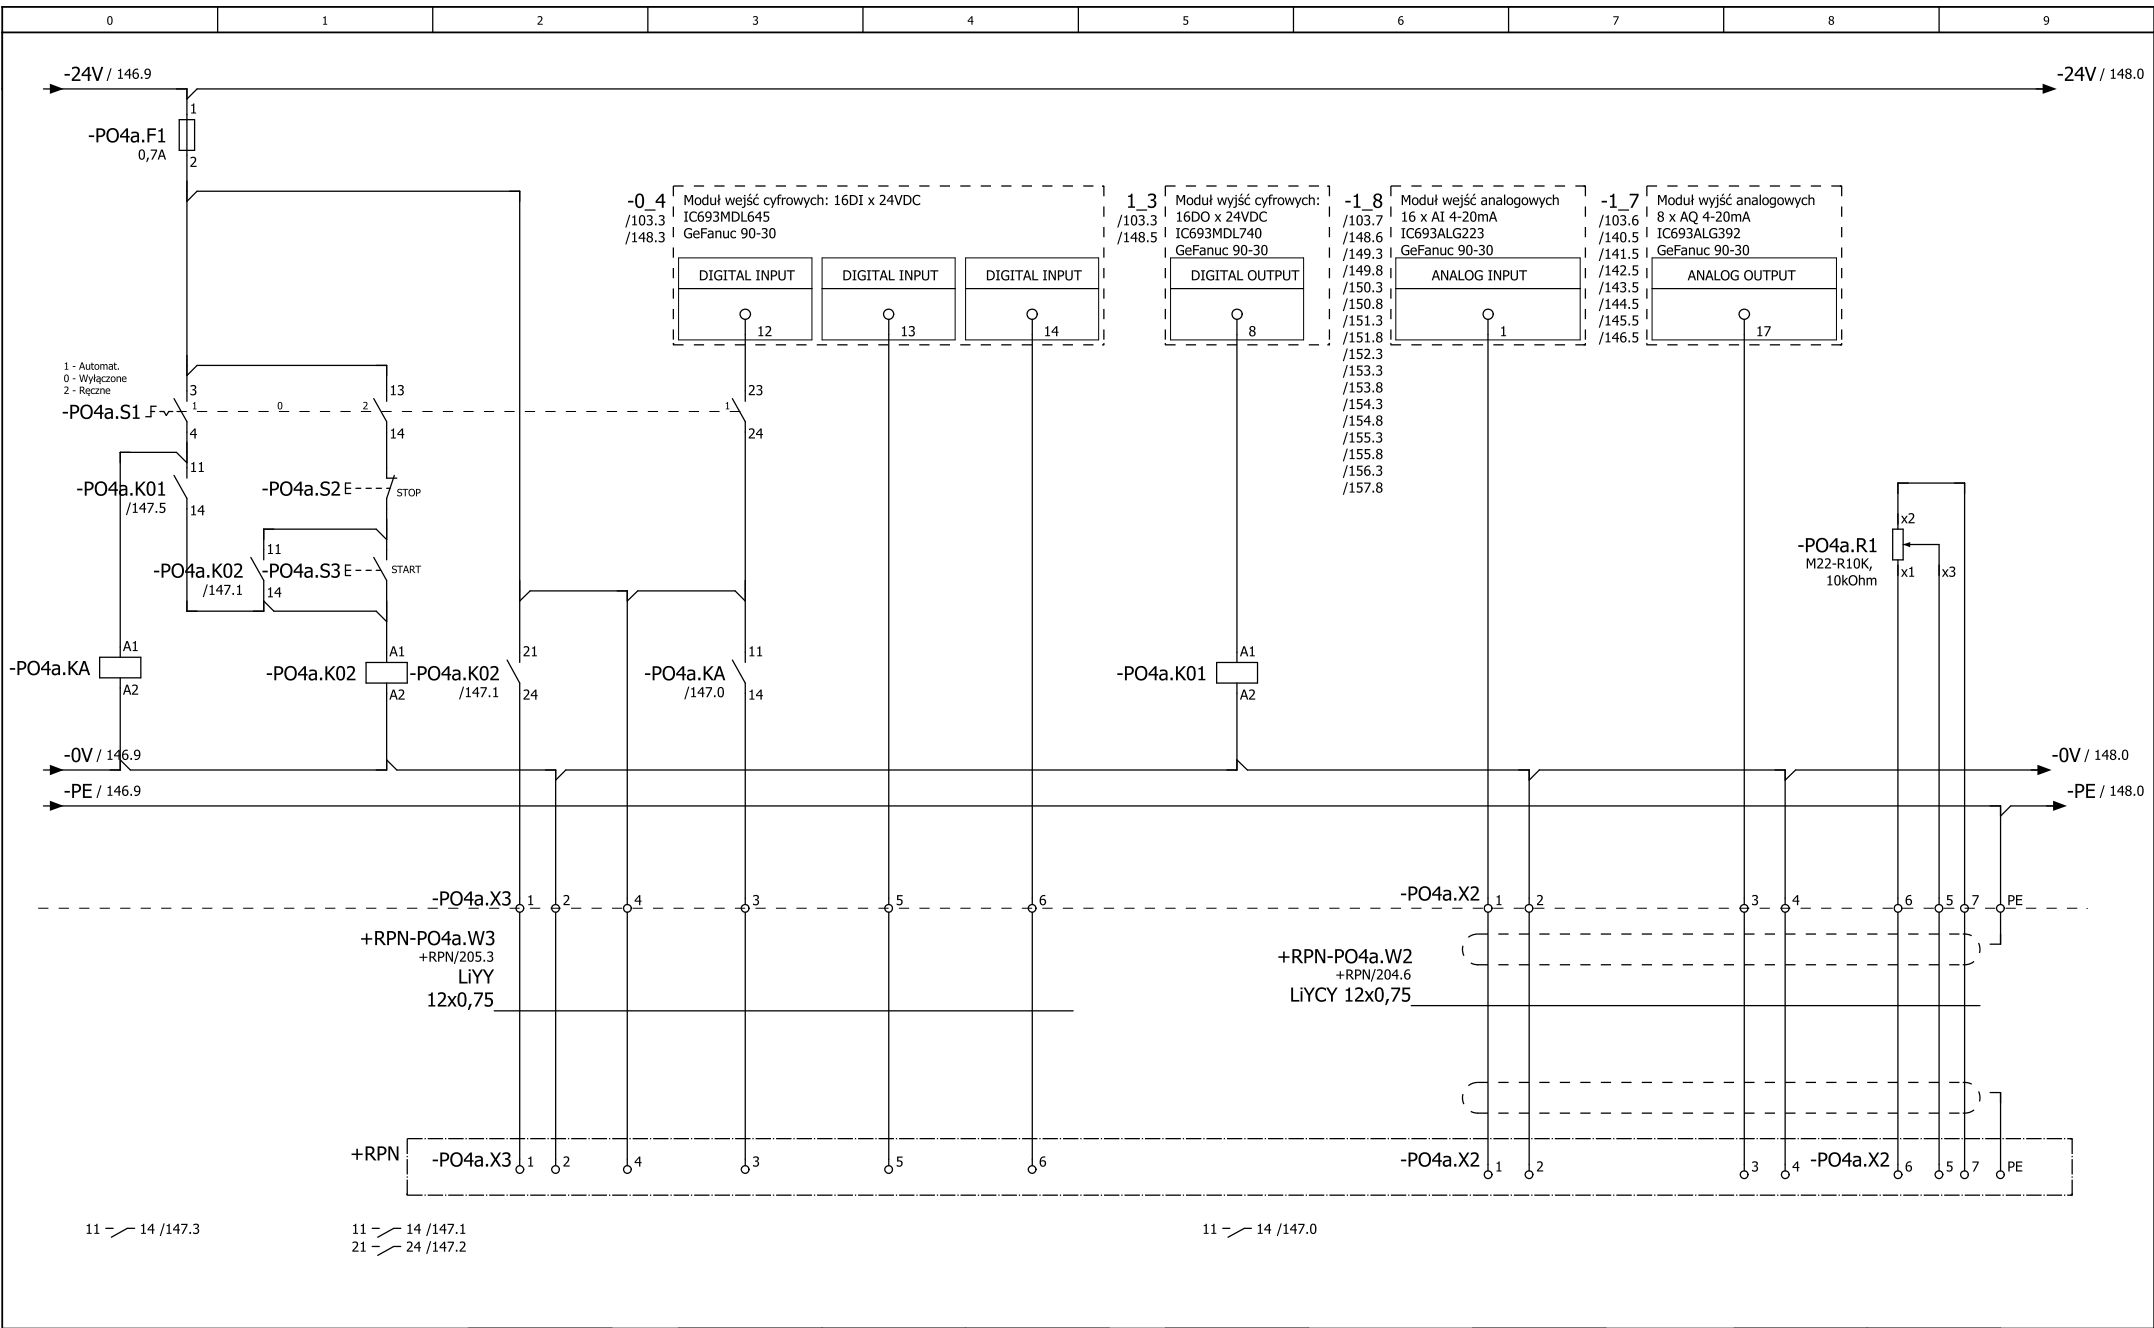 0 1 2 3 4 5 6 7 8 9
-24V / 146.9
-24V / 148.0
1
-PO4a.F1
0,7A
2
-0_4
/103.3
/148.3
Moduł wejść cyfrowych: 16DI x 24VDC
IC693MDL645
GeFanuc 90-30
DIGITAL INPUT
12
DIGITAL INPUT
13
DIGITAL INPUT
14
1_3
/103.3
/148.5
Moduł wyjść cyfrowych:
16DO x 24VDC
IC693MDL740
GeFanuc 90-30
DIGITAL OUTPUT
8
-1_8
/103.7
/148.6
/149.3
/149.8
/150.3
/150.8
/151.3
/151.8
/152.3
/153.3
/153.8
/154.3
/154.8
/155.3
/155.8
/156.3
/157.8
Moduł wejść analogowych
16 x AI 4-20mA
IC693ALG223
GeFanuc 90-30
ANALOG INPUT
1
-1_7
/103.6
/140.5
/141.5
/142.5
/143.5
/144.5
/145.5
/146.5
Moduł wyjść analogowych
8 x AQ 4-20mA
IC693ALG392
GeFanuc 90-30
ANALOG OUTPUT
17
1 - Automat.
0 - Wyłączone
2 - Ręczne
-PO4a.S1
3
1
4
0
13
2
14
23
1
24
-PO4a.K01
/147.5
11
14
-PO4a.S2
STOP
-PO4a.K02
/147.1
11
14
-PO4a.S3
START
-PO4a.R1
M22-R10K,
10kOhm
x2
x1
x3
-PO4a.KA
A1
A2
-PO4a.K02
A1
A2
-PO4a.K02
/147.1
21
24
-PO4a.KA
/147.0
11
14
-PO4a.K01
A1
A2
-0V / 146.9
-0V / 148.0
-PE / 146.9
-PE / 148.0
-PO4a.X3 1 2 4 3 5 6
-PO4a.X2 1 2 3 4 6 5 7 PE
+RPN-PO4a.W3
+RPN/205.3
LiYY
12x0,75
+RPN-PO4a.W2
+RPN/204.6
LiYCY 12x0,75
+RPN
-PO4a.X3 1 2 4 3 5 6
-PO4a.X2 1 2 3 4
-PO4a.X2 6 5 7 PE
11 14 /147.3
11 14 /147.1
21 24 /147.2
11 14 /147.0